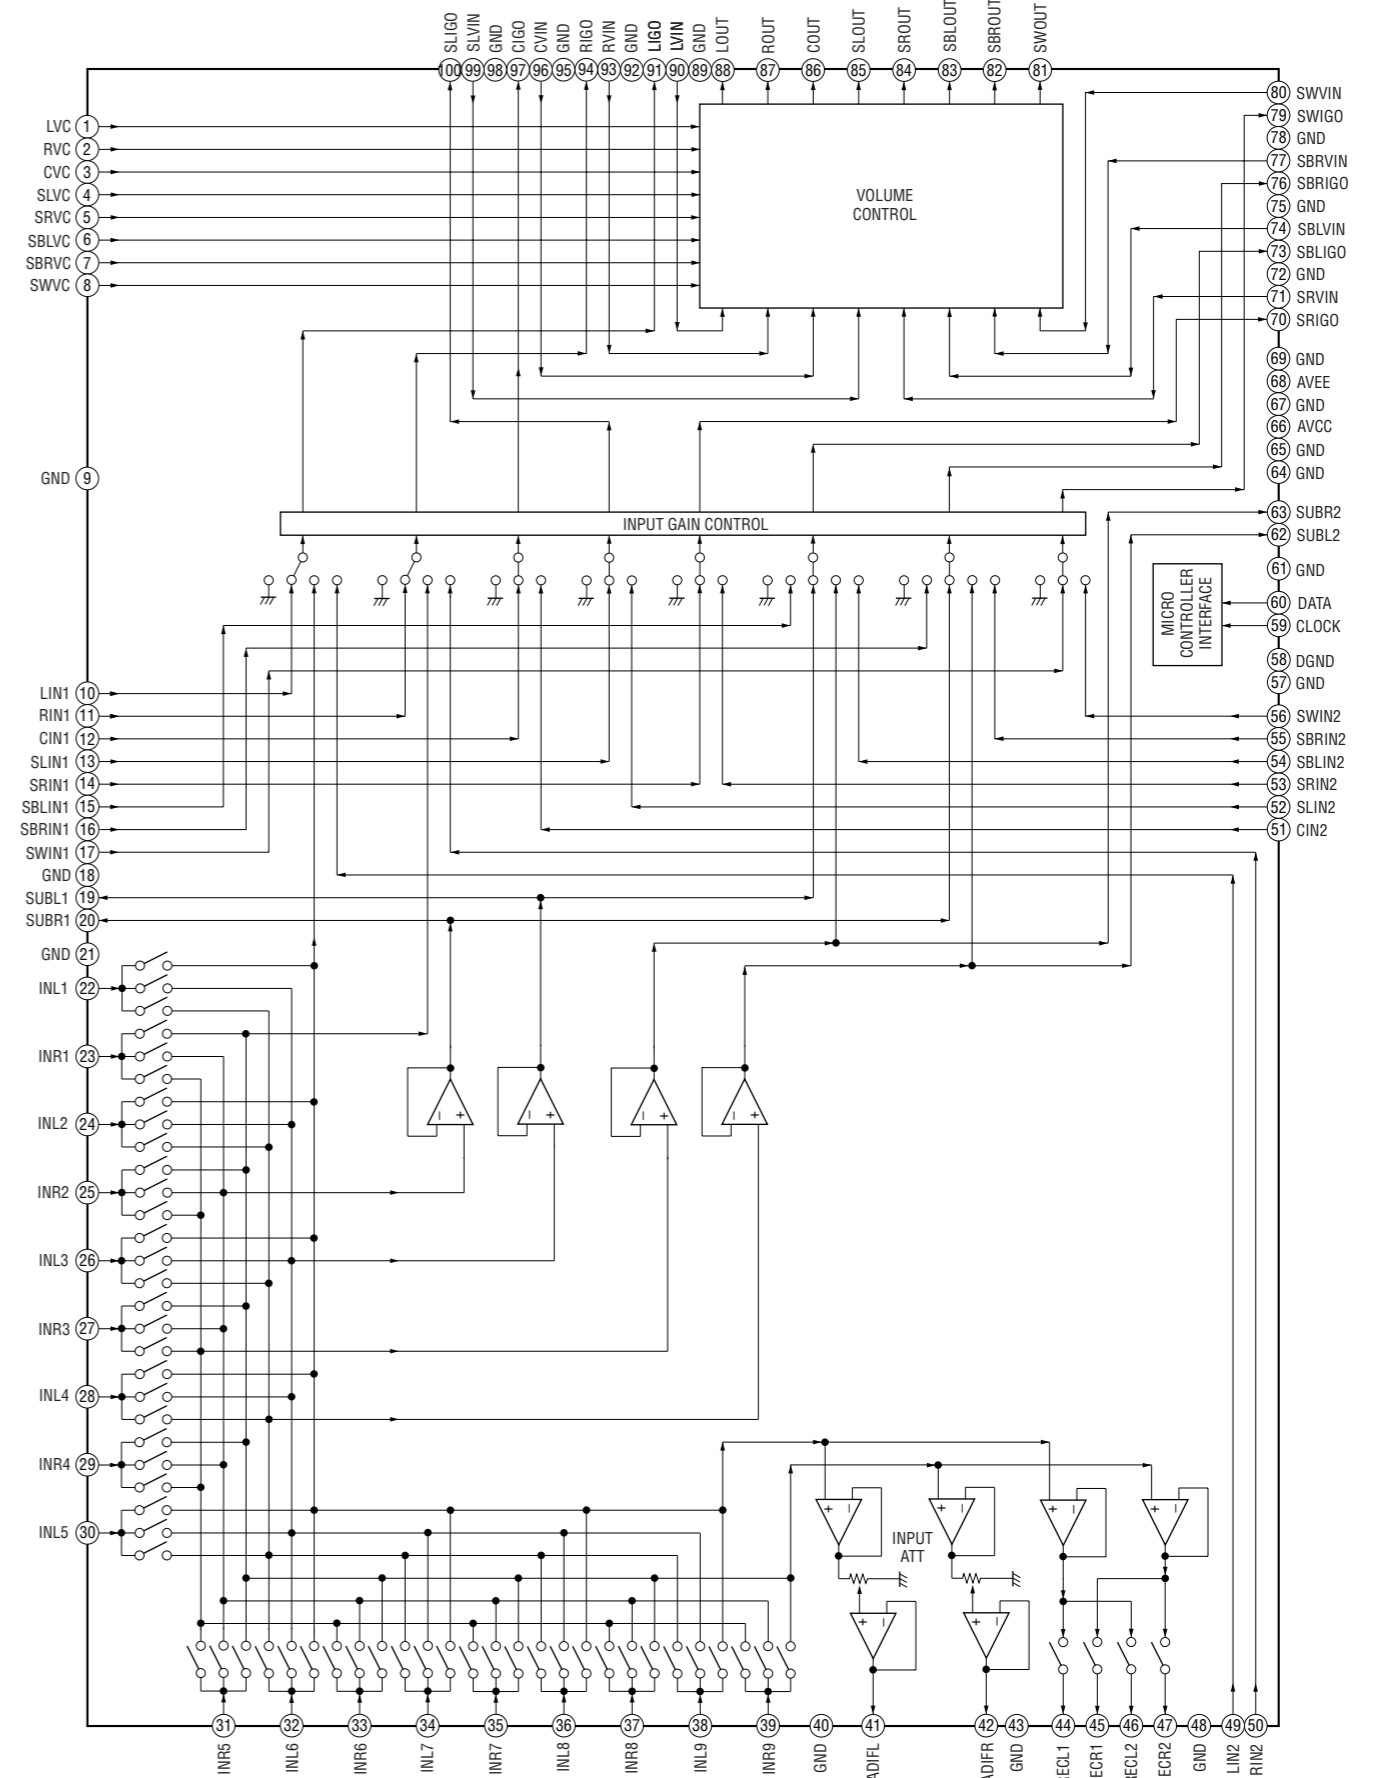 SLIGO
SLVIN
GND
CIGO
CVIN
GND
RIGO
RVIN
GND
LIGO
LVIN
GND
LOUT
ROUT
COUT
SLOUT
SROUT
SBLOUT
SBROUT
SWOUT
100 99 98 97 96 95 94 93 92 91 90 89 88 87 86 85 84 83 82 81
LVC 1
RVC 2
CVC 3
SLVC 4
SRVC 5
SBLVC 6
SBRVC 7
SWVC 8
GND 9
LIN1 10
RIN1 11
CIN1 12
SLIN1 13
SRIN1 14
SBLIN1 15
SBRIN1 16
SWIN1 17
GND 18
SUBL1 19
SUBR1 20
GND 21
INL1 22
INR1 23
INL2 24
INR2 25
INL3 26
INR3 27
INL4 28
INR4 29
INL5 30
VOLUME
CONTROL
INPUT GAIN CONTROL
MICRO
CONTROLLER
INTERFACE
80 SWVIN
79 SWIGO
78 GND
77 SBRVIN
76 SBRIGO
75 GND
74 SBLVIN
73 SBLIGO
72 GND
71 SRVIN
70 SRIGO
69 GND
68 AVEE
67 GND
66 AVCC
65 GND
64 GND
63 SUBR2
62 SUBL2
61 GND
60 DATA
59 CLOCK
58 DGND
57 GND
56 SWIN2
55 SBRIN2
54 SBLIN2
53 SRIN2
52 SLIN2
51 CIN2
− +
− +
− +
− +
+ −
+ −
+ −
+ −
INPUT
ATT
+ −
+ −
31 32 33 34 35 36 37 38 39 40 41 42 43 44 45 46 47 48 49 50
INR5
INL6
INR6
INL7
INR7
INL8
INR8
INL9
INR9
GND
ADIFL
ADIFR
GND
RECL1
ECR1
RECL2
ECR2
GND
LIN2
RIN2